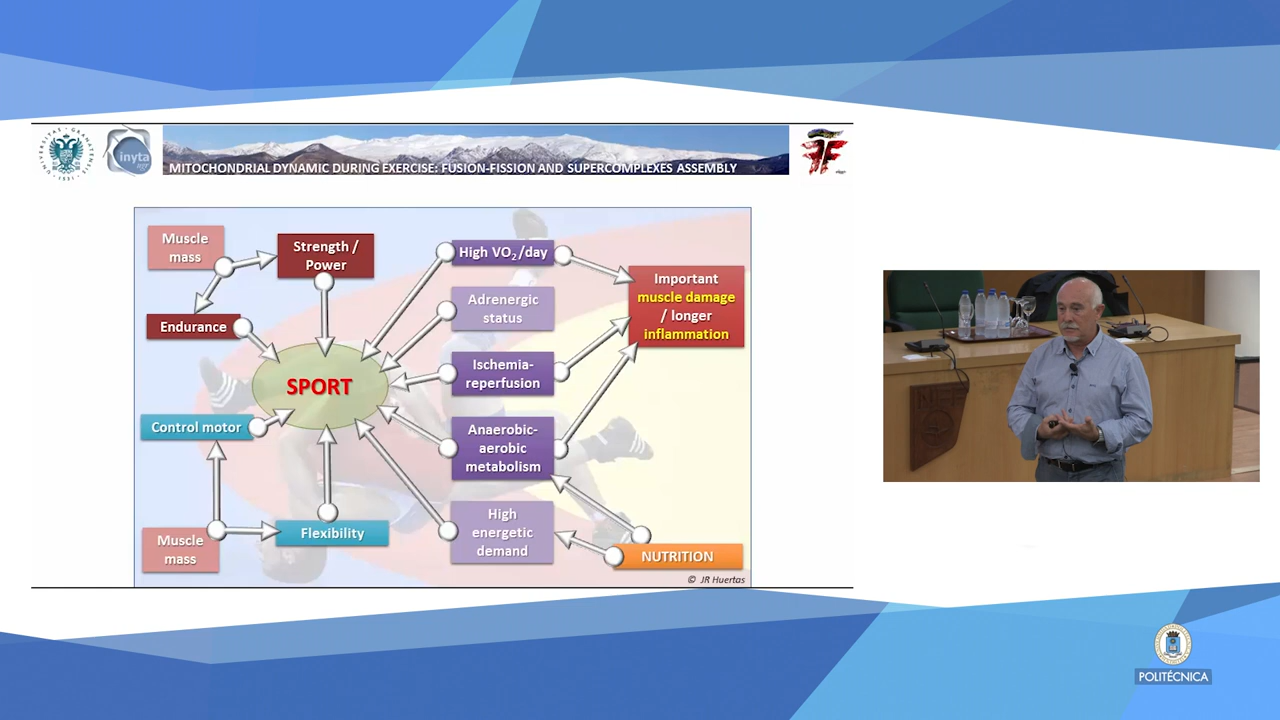 inyta
MITOCHONDRIAL DYNAMIC DURING EXERCISE: FUSION-FISSION AND SUPERCOMPLEXES ASSEMBLY
Muscle
mass
Strength /
Power
Endurance
SPORT
Control motor
Muscle
mass
Flexibility
High VO₂/day
Adrenergic
status
Ischemia-
reperfusion
Anaerobic-
aerobic
metabolism
High
energetic
demand
Important
muscle damage
/ longer
inflammation
NUTRITION
© JR Huertas
POLITÉCNICA